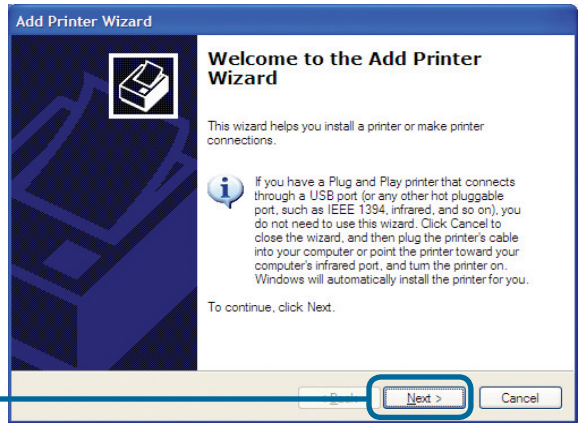 Add Printer Wizard
Welcome to the Add Printer
Wizard
This wizard helps you install a printer or make printer
connections.
If you have a Plug and Play printer that connects
through a USB port (or any other hot pluggable
port, such as IEEE 1394, infrared, and so on), you
do not need to use this wizard. Click Cancel to
close the wizard, and then plug the printer's cable
into your computer or point the printer toward your
computer's infrared port, and turn the printer on.
Windows will automatically install the printer for you.
To continue, click Next.
Next >
Cancel